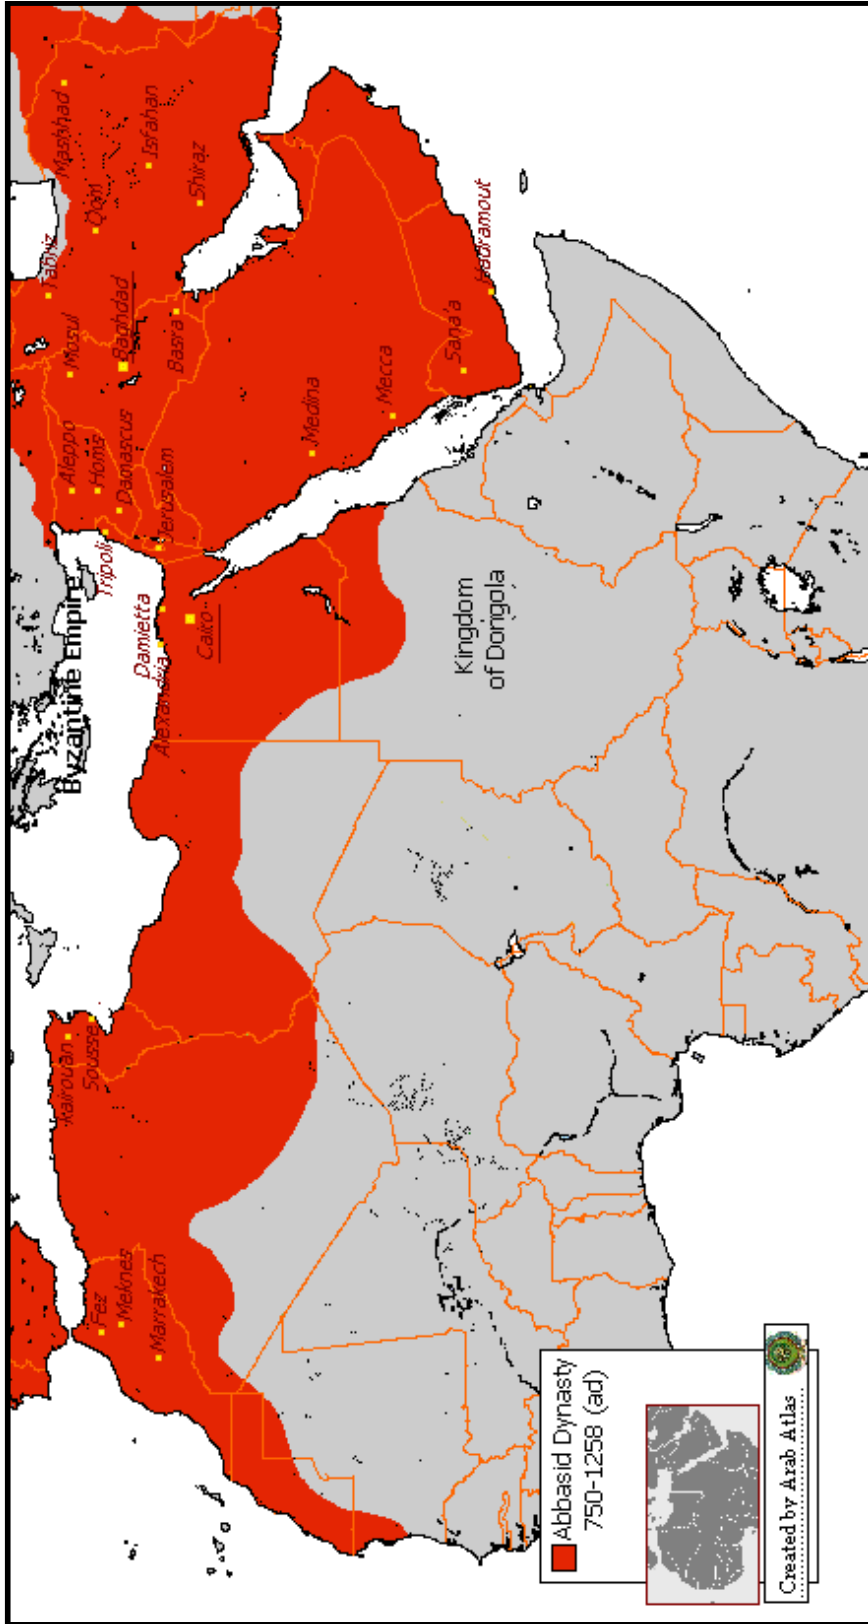 Byzantine Empire
Fez
Meknes
Marrakech
Kairouan
Sousse
Alexandria
Damietta
Cairo
Tripoli
Jerusalem
Aleppo
Homs
Damascus
Mosul
Baghdad
Basra
Tabriz
Qom
Mashhad
Isfahan
Shiraz
Medina
Mecca
Sana'a
Hadramout
Kingdom
of Dongola
Abbasid Dynasty
750-1258 (ad)
Created by Arab Atlas